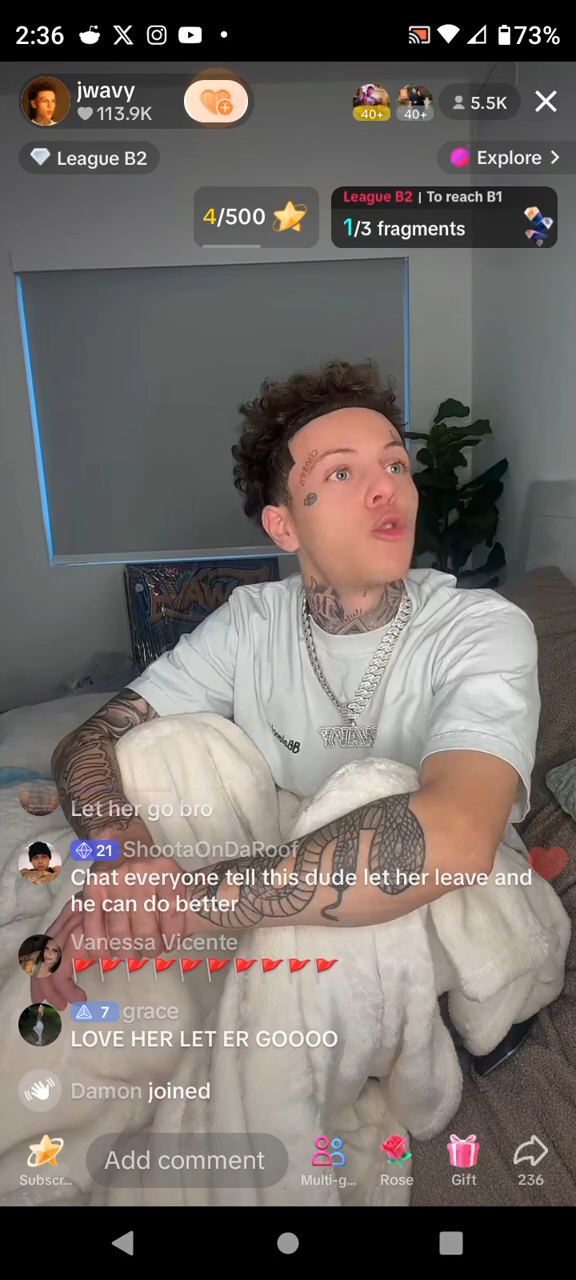 2:36
73%
jwavy
113.9K
40+
40+
5.5K
League B2
Explore
4/500
League B2 | To reach B1
1/3 fragments
Let her go bro
21 ShootaOnDaRoof
Chat everyone tell this dude let her leave and
he can do better
Vanessa Vicente
7 grace
LOVE HER LET ER GOOOO
Damon joined
Subscr...
Add comment
Multi-g...
Rose
Gift
236